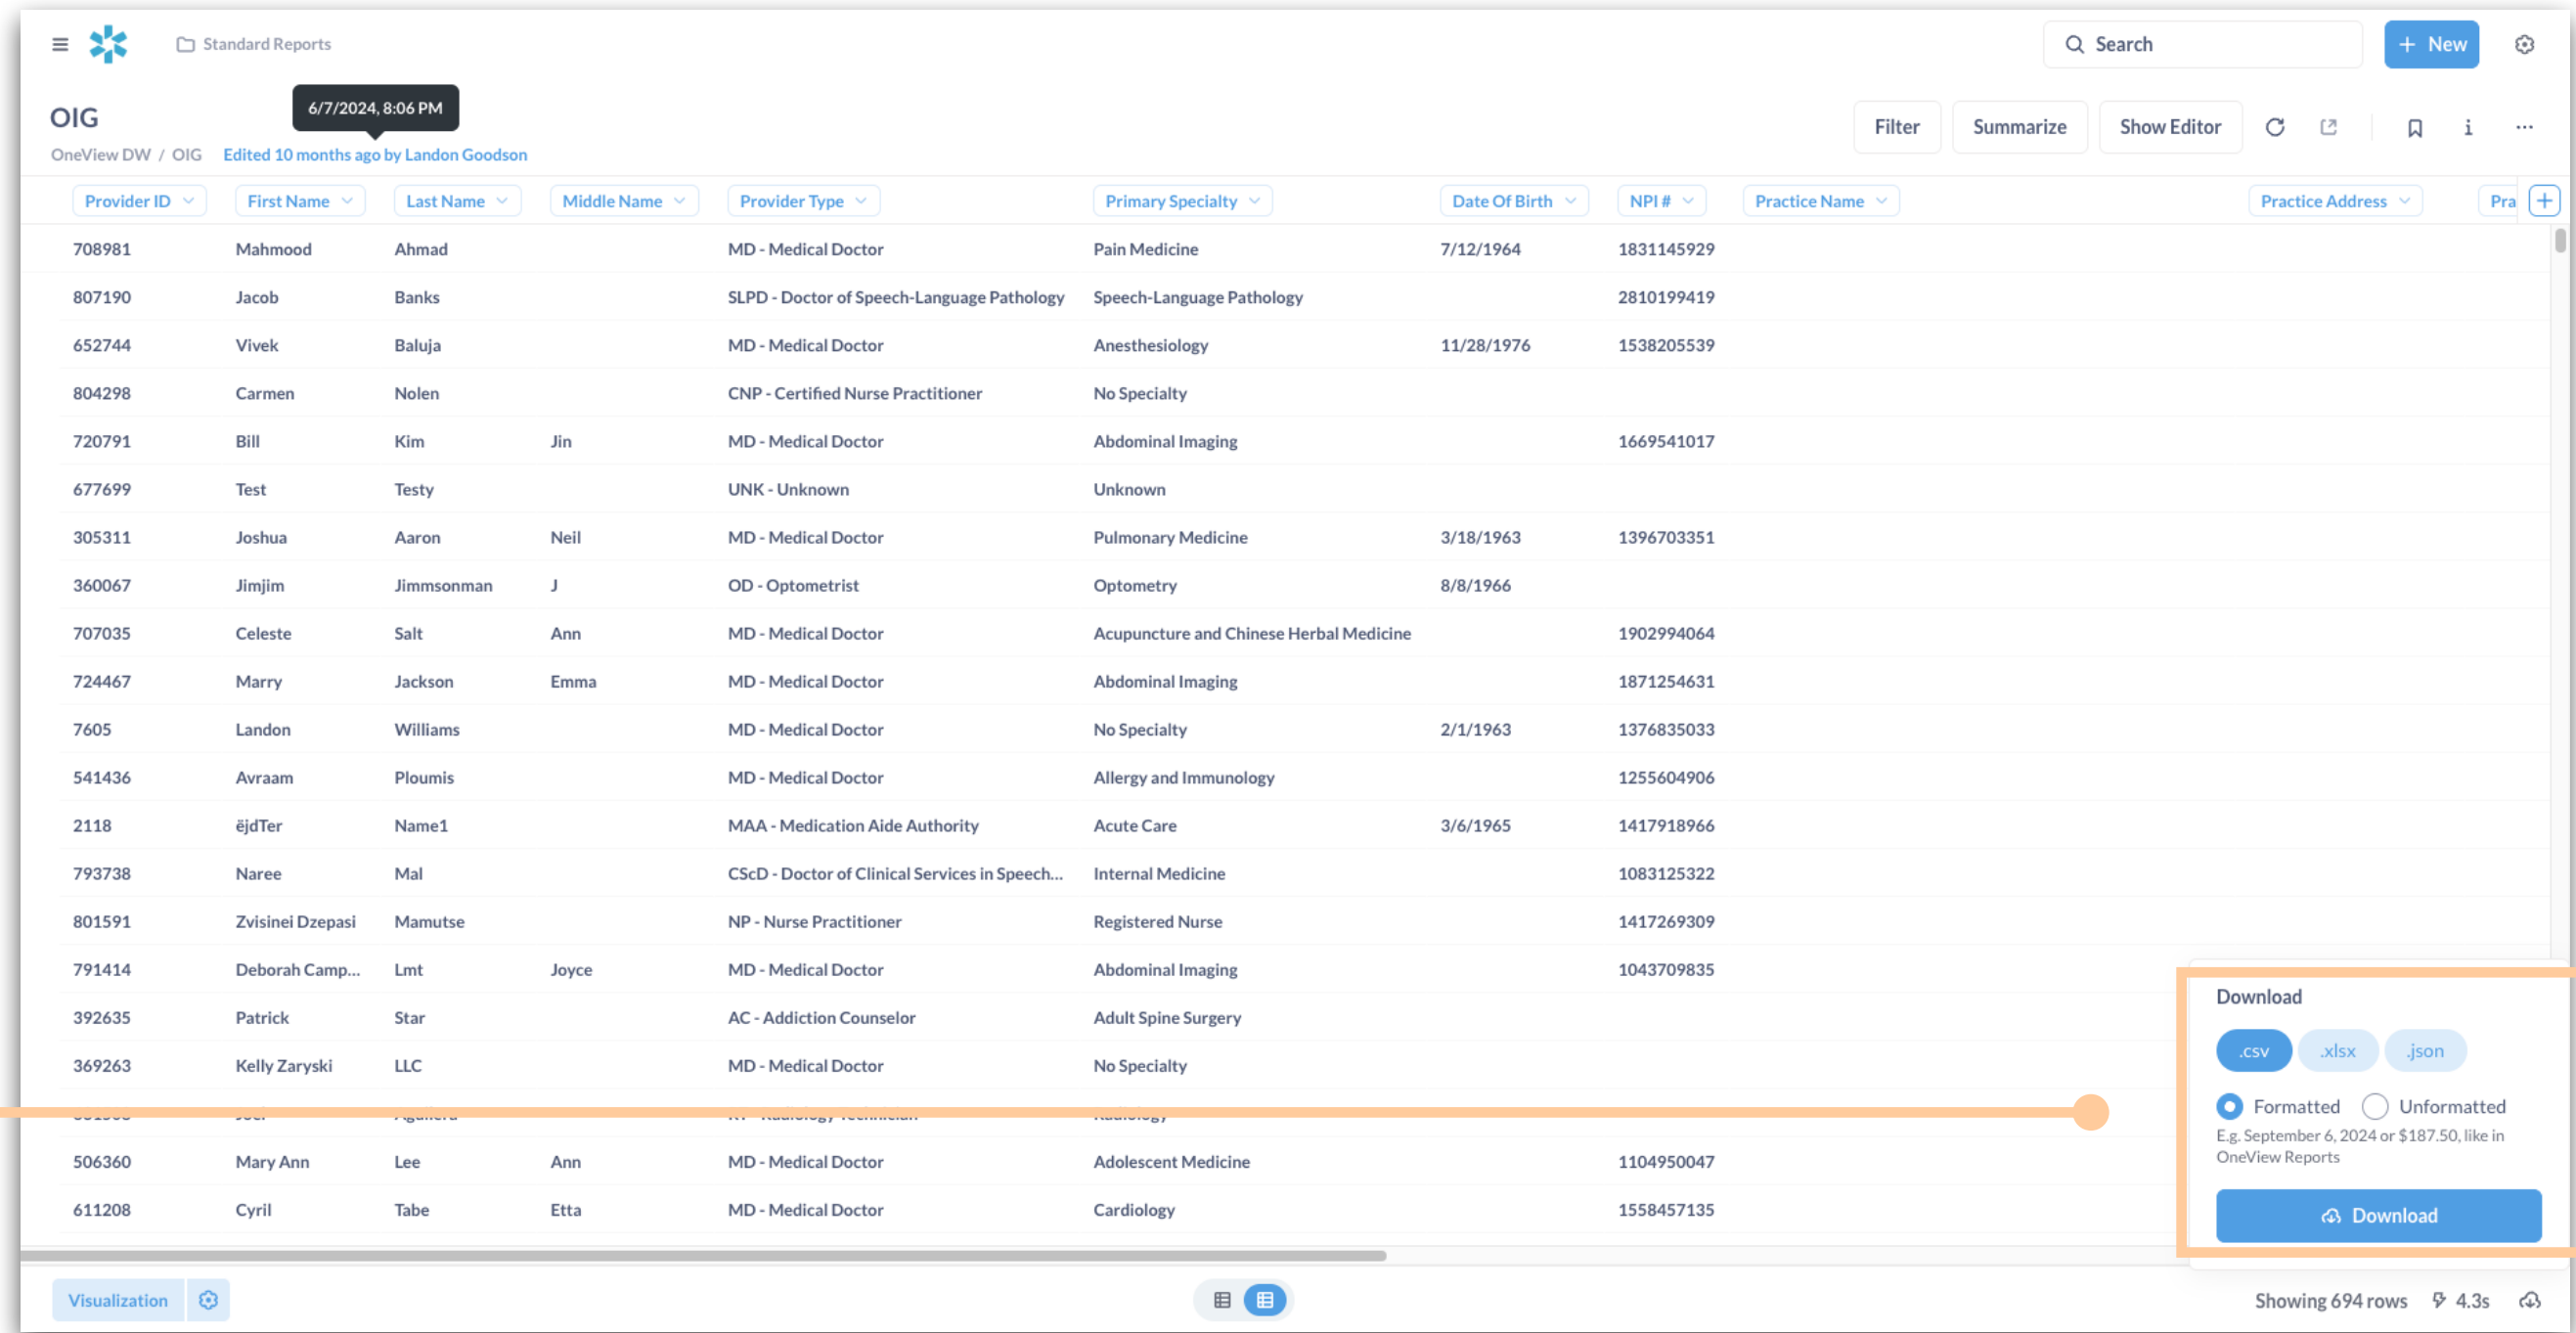 Standard Reports
Search
+ New
6/7/2024, 8:06 PM
OIG
OneView DW / OIG Edited 10 months ago by Landon Goodson
Filter Summarize Show Editor
Provider ID First Name Last Name Middle Name Provider Type Primary Specialty Date Of Birth NPI # Practice Name Practice Address Pra
708981 Mahmood Ahmad MD - Medical Doctor Pain Medicine 7/12/1964 1831145929
807190 Jacob Banks SLPD - Doctor of Speech-Language Pathology Speech-Language Pathology 2810199419
652744 Vivek Baluja MD - Medical Doctor Anesthesiology 11/28/1976 1538205539
804298 Carmen Nolen CNP - Certified Nurse Practitioner No Specialty
720791 Bill Kim Jin MD - Medical Doctor Abdominal Imaging 1669541017
677699 Test Testy UNK - Unknown Unknown
305311 Joshua Aaron Neil MD - Medical Doctor Pulmonary Medicine 3/18/1963 1396703351
360067 Jimjim Jimmsonman J OD - Optometrist Optometry 8/8/1966
707035 Celeste Salt Ann MD - Medical Doctor Acupuncture and Chinese Herbal Medicine 1902994064
724467 Marry Jackson Emma MD - Medical Doctor Abdominal Imaging 1871254631
7605 Landon Williams MD - Medical Doctor No Specialty 2/1/1963 1376835033
541436 Avraam Ploumis MD - Medical Doctor Allergy and Immunology 1255604906
2118 ëjdTer Name1 MAA - Medication Aide Authority Acute Care 3/6/1965 1417918966
793738 Naree Mal CScD - Doctor of Clinical Services in Speech... Internal Medicine 1083125322
801591 Zvisinei Dzepasi Mamutse NP - Nurse Practitioner Registered Nurse 1417269309
791414 Deborah Camp... Lmt Joyce MD - Medical Doctor Abdominal Imaging 1043709835
392635 Patrick Star AC - Addiction Counselor Adult Spine Surgery
369263 Kelly Zaryski LLC MD - Medical Doctor No Specialty
Radiology Technician Radiology
506360 Mary Ann Lee Ann MD - Medical Doctor Adolescent Medicine 1104950047
611208 Cyril Tabe Etta MD - Medical Doctor Cardiology 1558457135
Download
.csv .xlsx .json
Formatted Unformatted
E.g. September 6, 2024 or $187.50, like in
OneView Reports
Download
Visualization
Showing 694 rows 4.3s